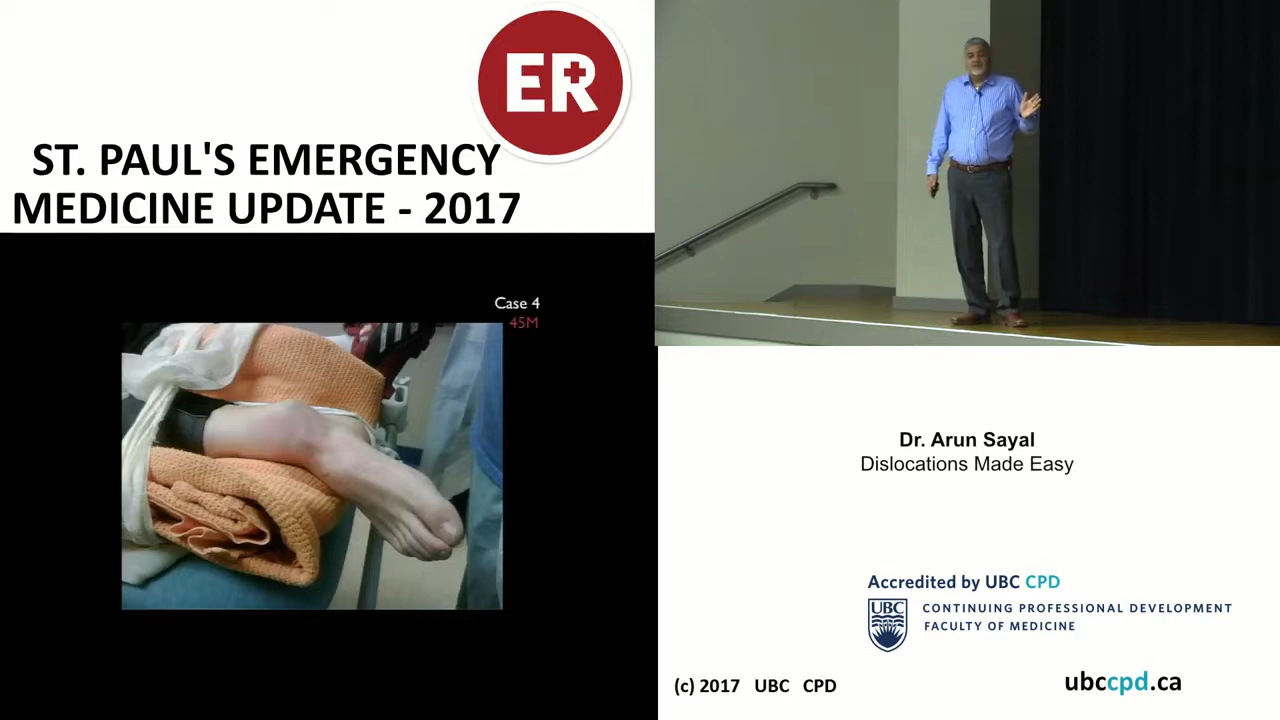 ER
ST. PAUL'S EMERGENCY
MEDICINE UPDATE - 2017
Case 4
45M
Dr. Arun Sayal
Dislocations Made Easy
Accredited by UBC CPD
UBC
CONTINUING PROFESSIONAL DEVELOPMENT
FACULTY OF MEDICINE
(c) 2017 UBC CPD
ubccpd.ca